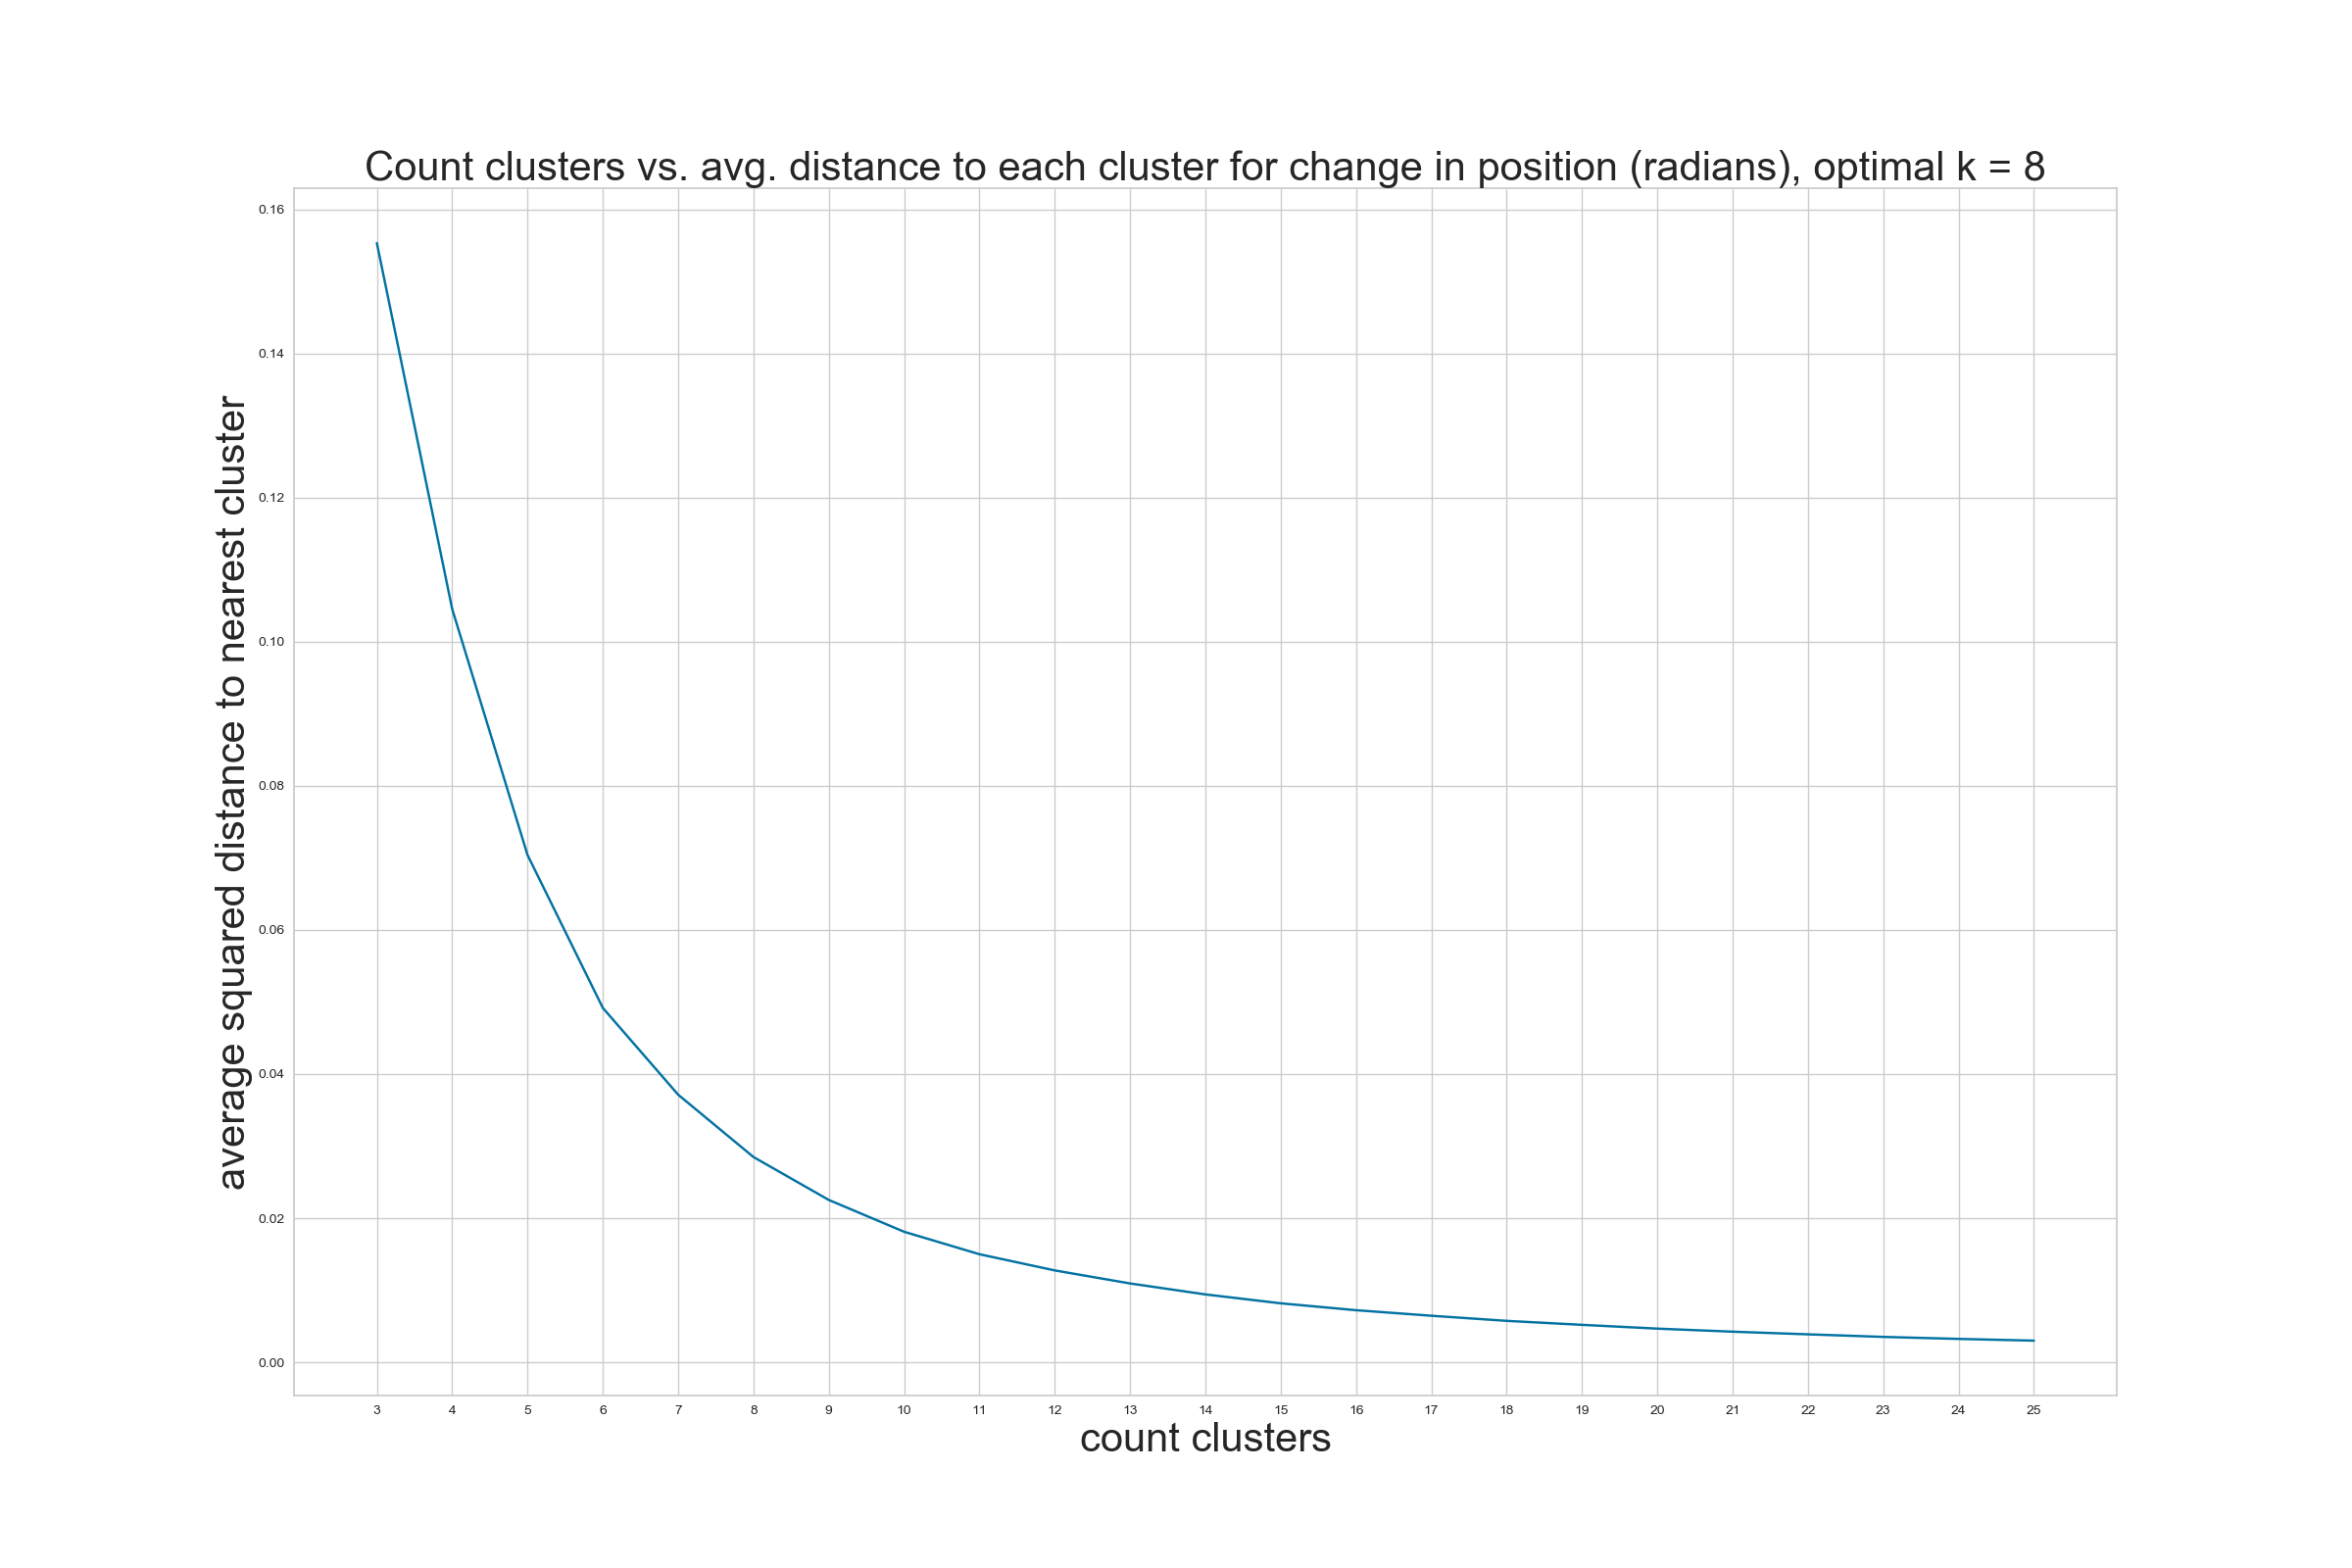 Count clusters vs. avg. distance to each cluster for change in position (radians), optimal k = 8
average squared distance to nearest cluster
0.16
0.14
0.12
0.10
0.08
0.06
0.04
0.02
0.00
3 4 5 6 7 8 9 10 11 12 13 14 15 16 17 18 19 20 21 22 23 24 25
count clusters